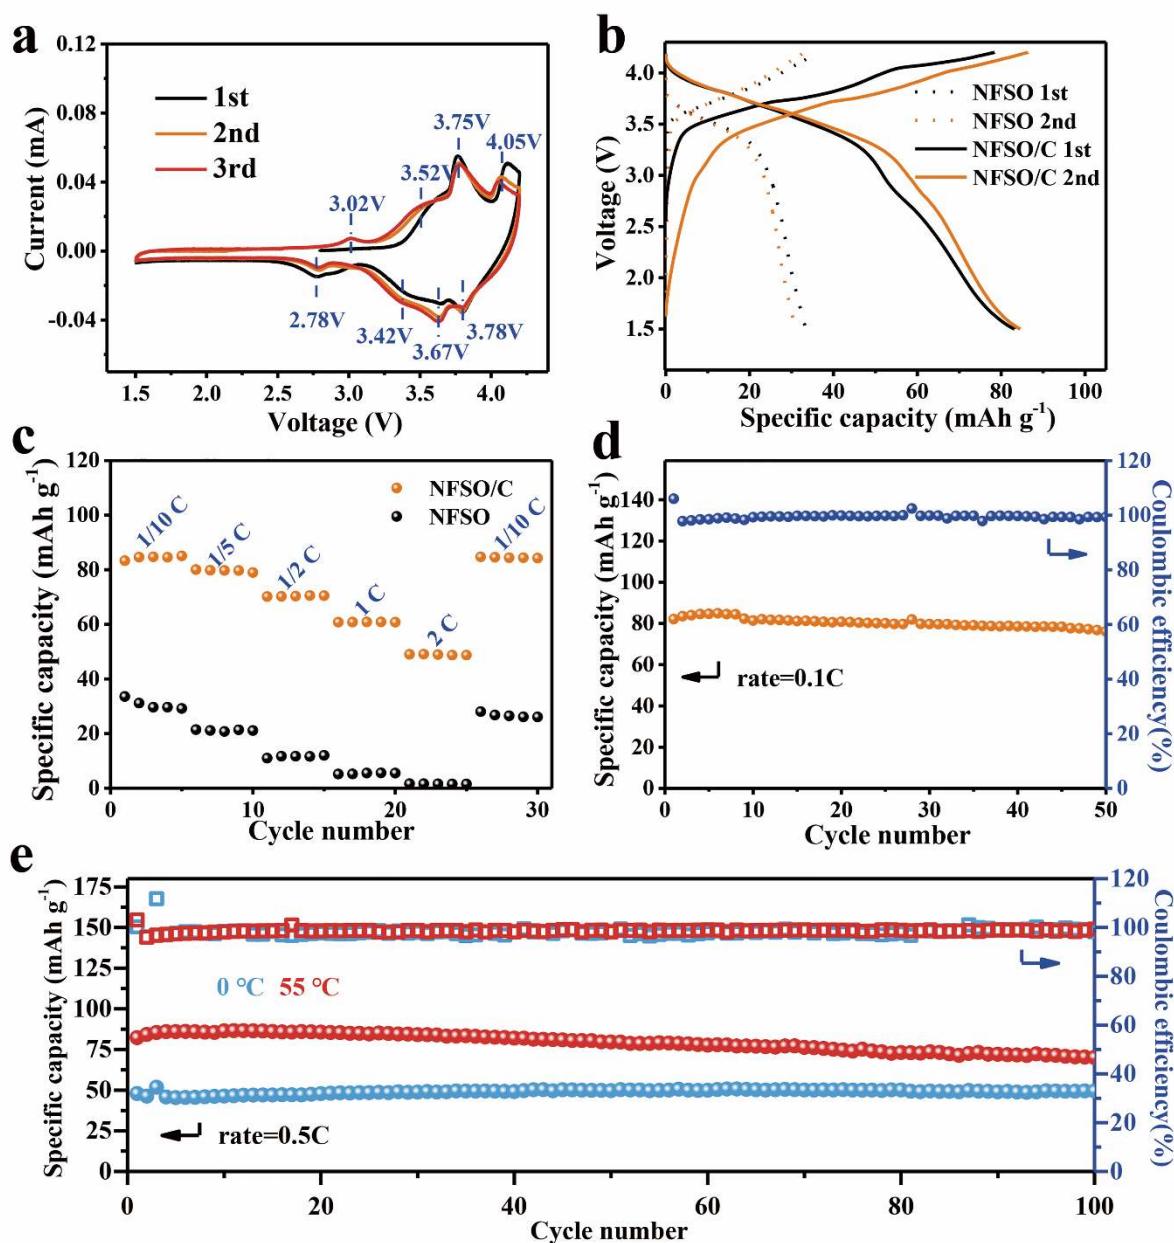 a
0.12
0.08
0.04
0.00
-0.04
Current (mA)
1st
2nd
3rd
3.02V
3.52V
3.75V
4.05V
2.78V
3.42V
3.67V
3.78V
1.5 2.0 2.5 3.0 3.5 4.0
Voltage (V)
b
4.0
3.5
3.0
2.5
2.0
1.5
Voltage (V)
NFSO 1st
NFSO 2nd
NFSO/C 1st
NFSO/C 2nd
0 20 40 60 80 100
Specific capacity (mAh g⁻¹)
c
120
100
80
60
40
20
0
Specific capacity (mAh g⁻¹)
NFSO/C
NFSO
1/10 C
1/5 C
1/2 C
1 C
2 C
1/10 C
0 10 20 30
Cycle number
d
140
120
100
80
60
40
20
0
Specific capacity (mAh g⁻¹)
rate=0.1C
120
100
80
60
40
20
0
Coulombic efficiency(%)
0 10 20 30 40 50
Cycle number
e
175
150
125
100
75
50
25
0
Specific capacity (mAh g⁻¹)
0 °C 55 °C
rate=0.5C
120
100
80
60
40
20
0
Coulombic efficiency(%)
0 20 40 60 80 100
Cycle number